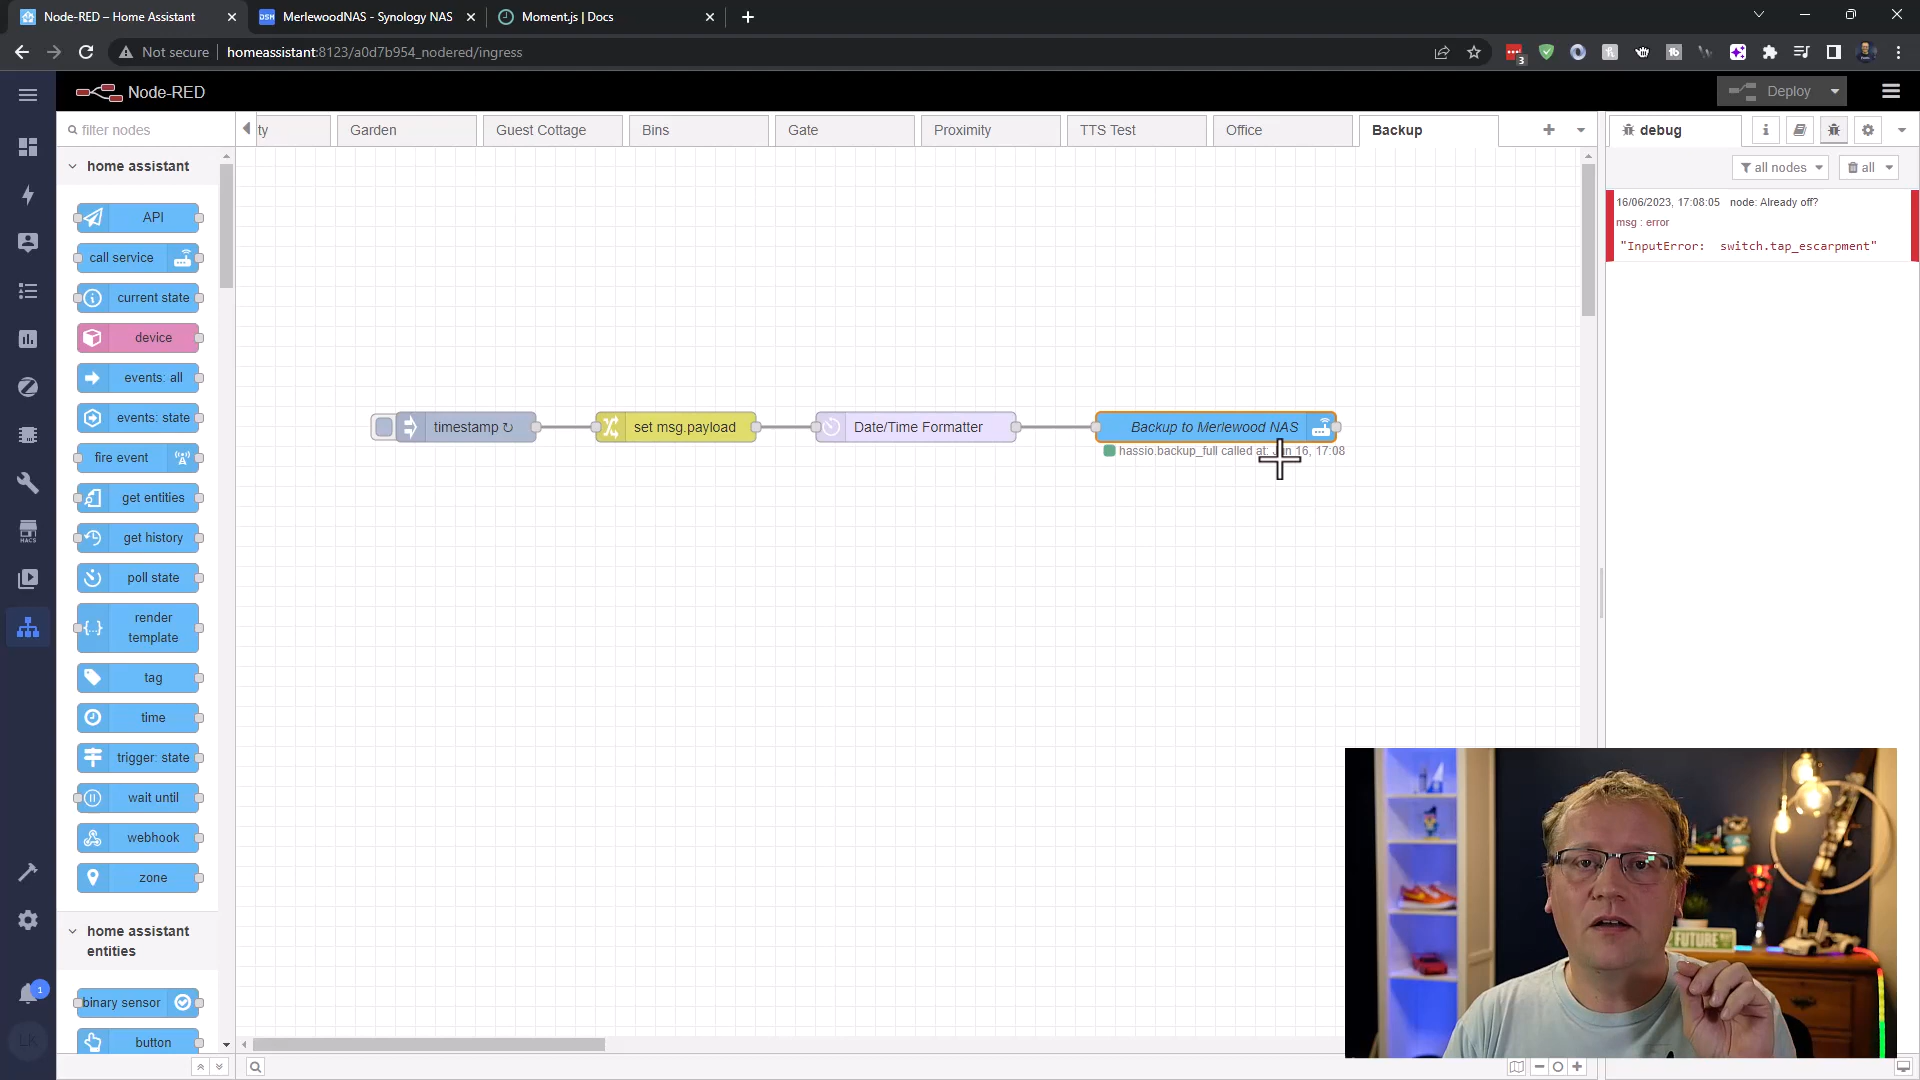 Node-RED – Home Assistant
MerlewoodNAS - Synology NAS
Moment.js | Docs
Not secure
homeassistant:8123/a0d7b954_nodered/ingress
3
Node-RED
Deploy
filter nodes
ty
Garden
Guest Cottage
Bins
Gate
Proximity
TTS Test
Office
Backup
debug
all nodes
all
16/06/2023, 17:08:05 node: Already off?
msg : error
"InputError: switch.tap_escarpment"
home assistant
API
call service
current state
device
events: all
events: state
fire event
get entities
get history
poll state
render
template
tag
time
trigger: state
wait until
webhook
zone
home assistant
entities
binary sensor
button
timestamp ↻
set msg.payload
Date/Time Formatter
Backup to Merlewood NAS
hassio.backup_full called at: Jun 16, 17:08
HACS
1
LK
FUTURE